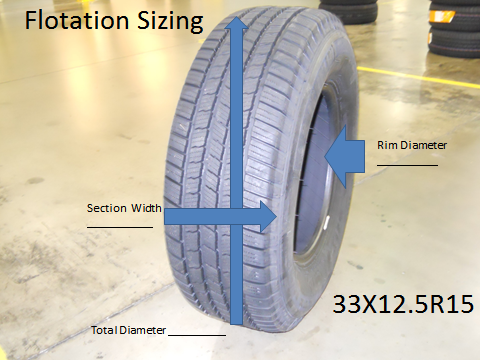 Flotation Sizing
Rim Diameter
Section Width
33X12.5R15
Total Diameter